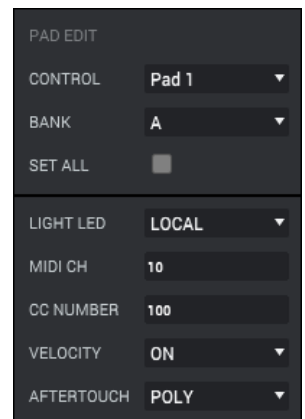 PAD EDIT
CONTROL Pad 1
BANK A
SET ALL
LIGHT LED LOCAL
MIDI CH 10
CC NUMBER 100
VELOCITY ON
AFTERTOUCH POLY